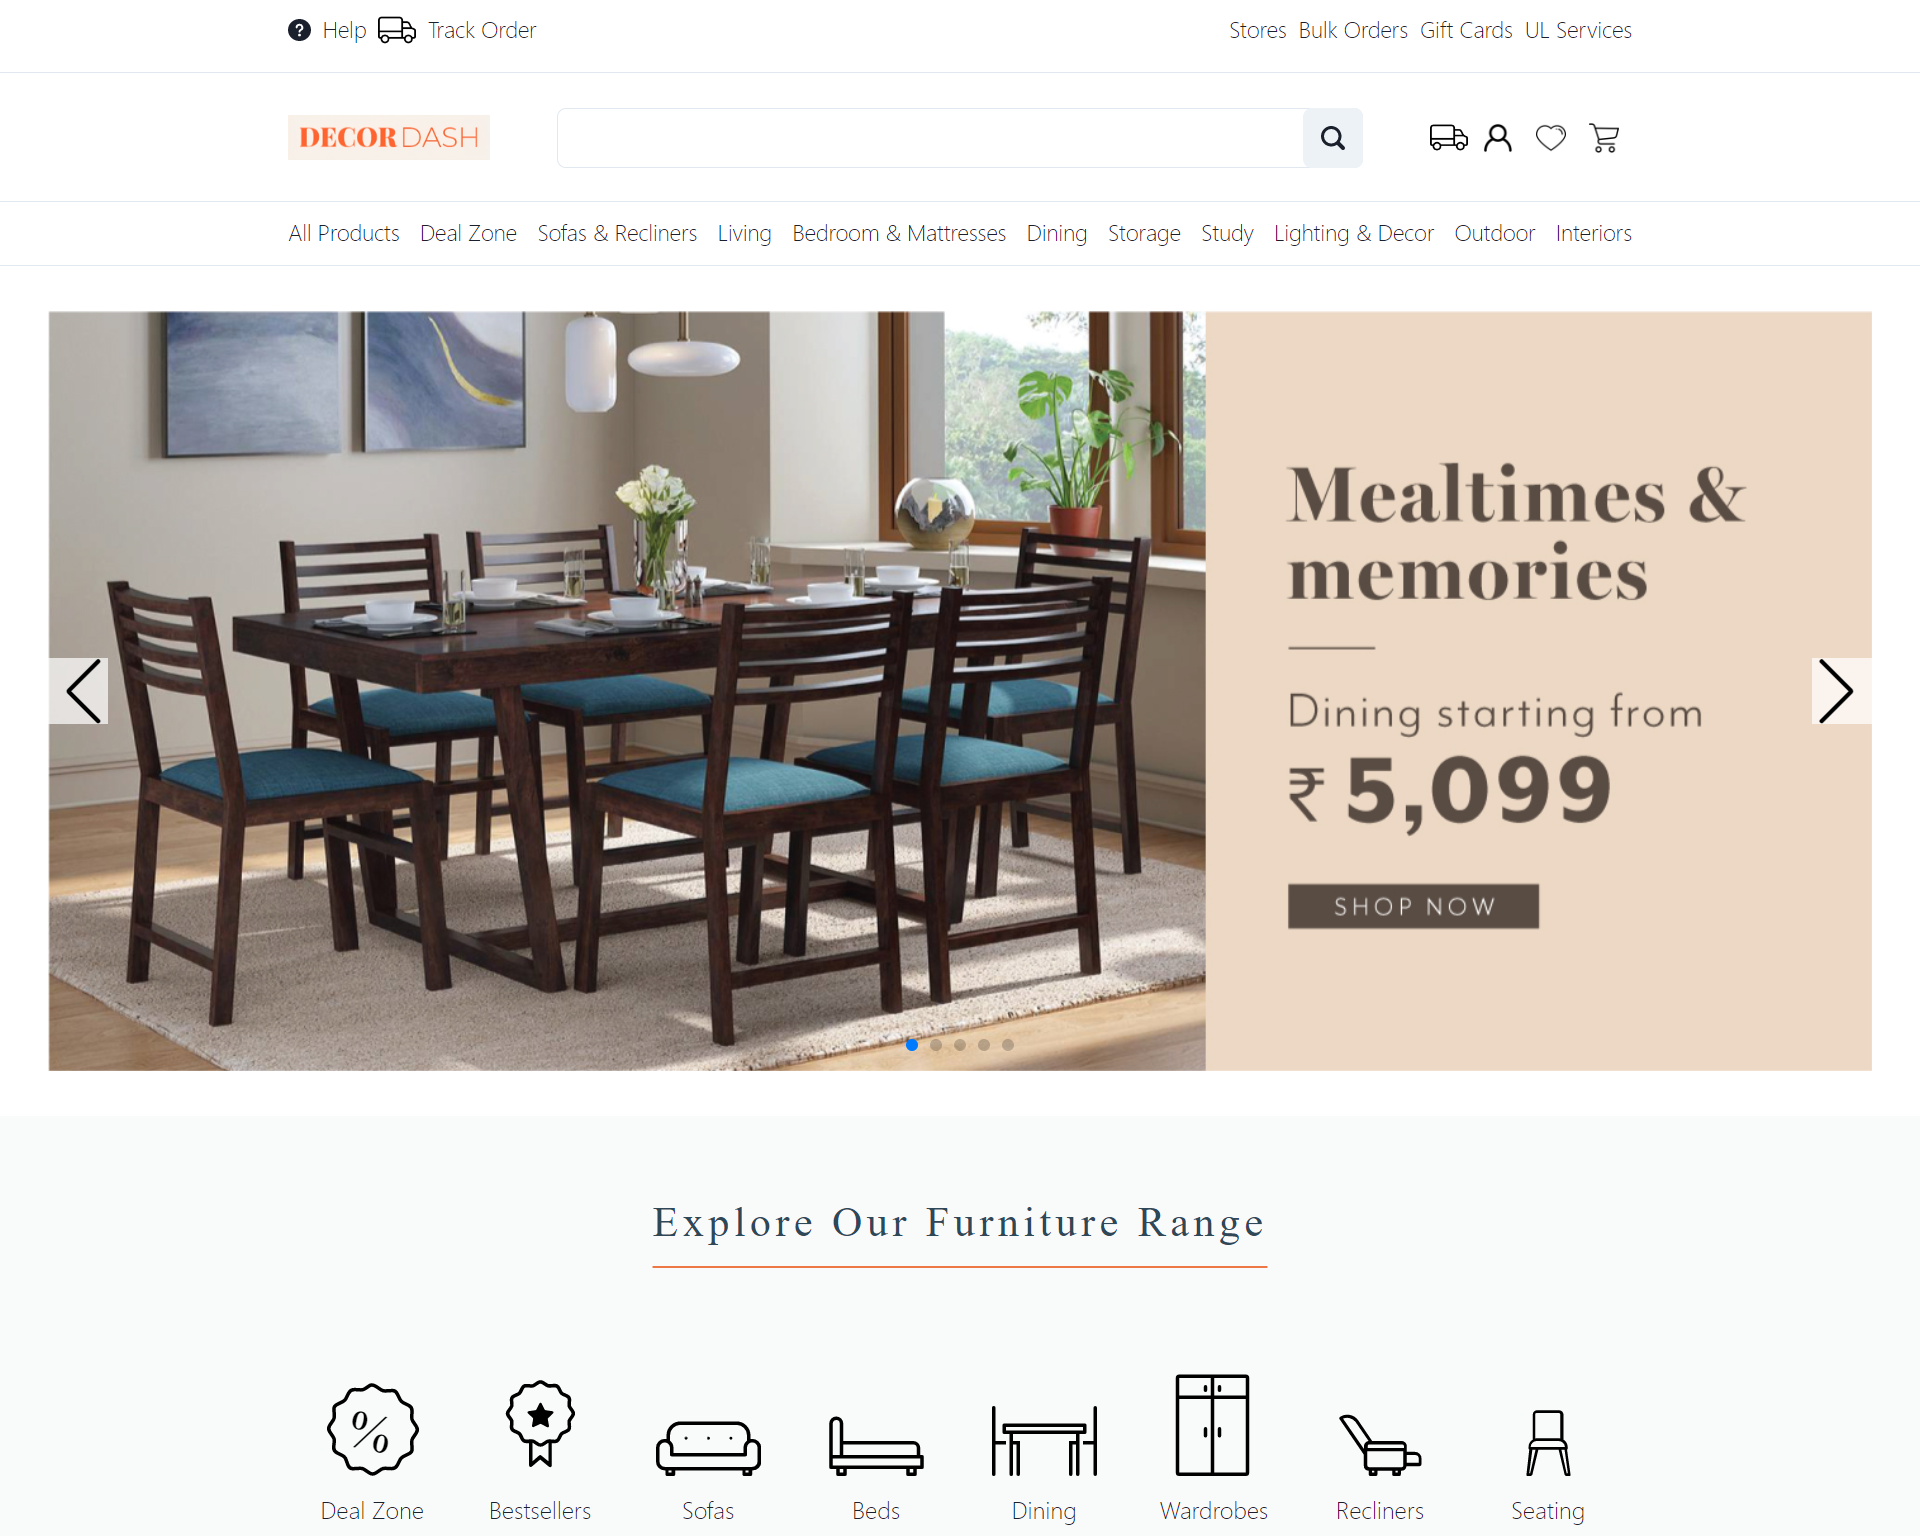 ? Help Track Order
Stores Bulk Orders Gift Cards UL Services
DECOR DASH
All Products Deal Zone Sofas & Recliners Living Bedroom & Mattresses Dining Storage Study Lighting & Decor Outdoor Interiors
Mealtimes &
memories
Dining starting from
₹ 5,099
SHOP NOW
Explore Our Furniture Range
%
Deal Zone Bestsellers Sofas Beds Dining Wardrobes Recliners Seating